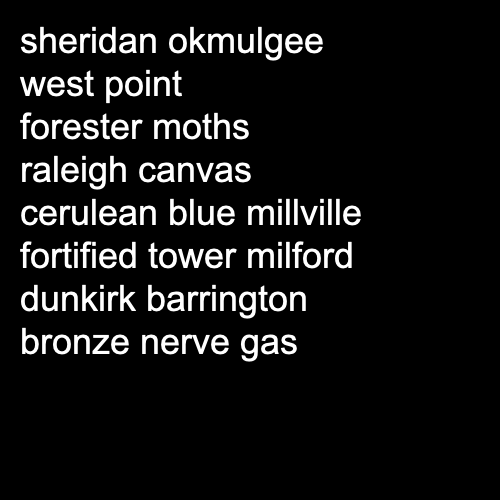 sheridan okmulgee
west point
forester moths
raleigh canvas
cerulean blue millville
fortified tower milford
dunkirk barrington
bronze nerve gas